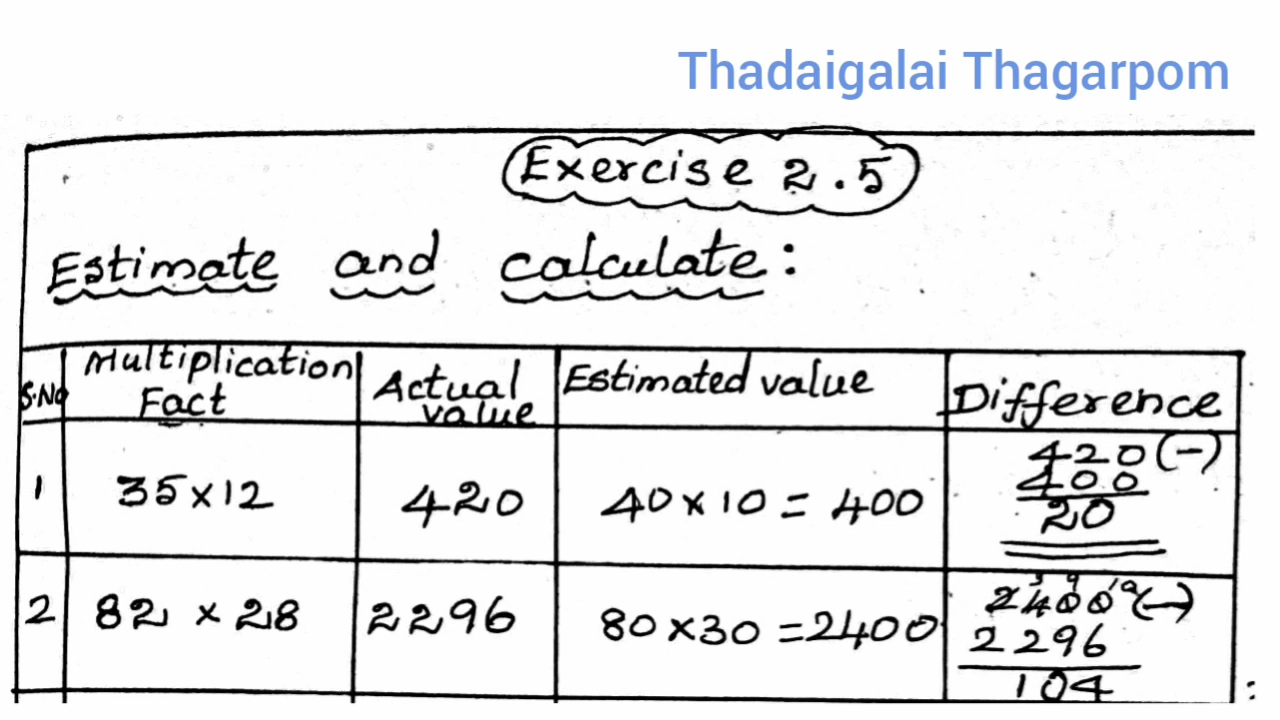 Thadaigalai Thagarpom
Exercise 2.5
Estimate and calculate:
S.No Multiplication Fact Actual value Estimated value Difference
1 35 × 12 420 40 × 10 = 400 420 (-)
400
20
2 82 × 28 2296 80 × 30 = 2400 2400 (-)
2296
104